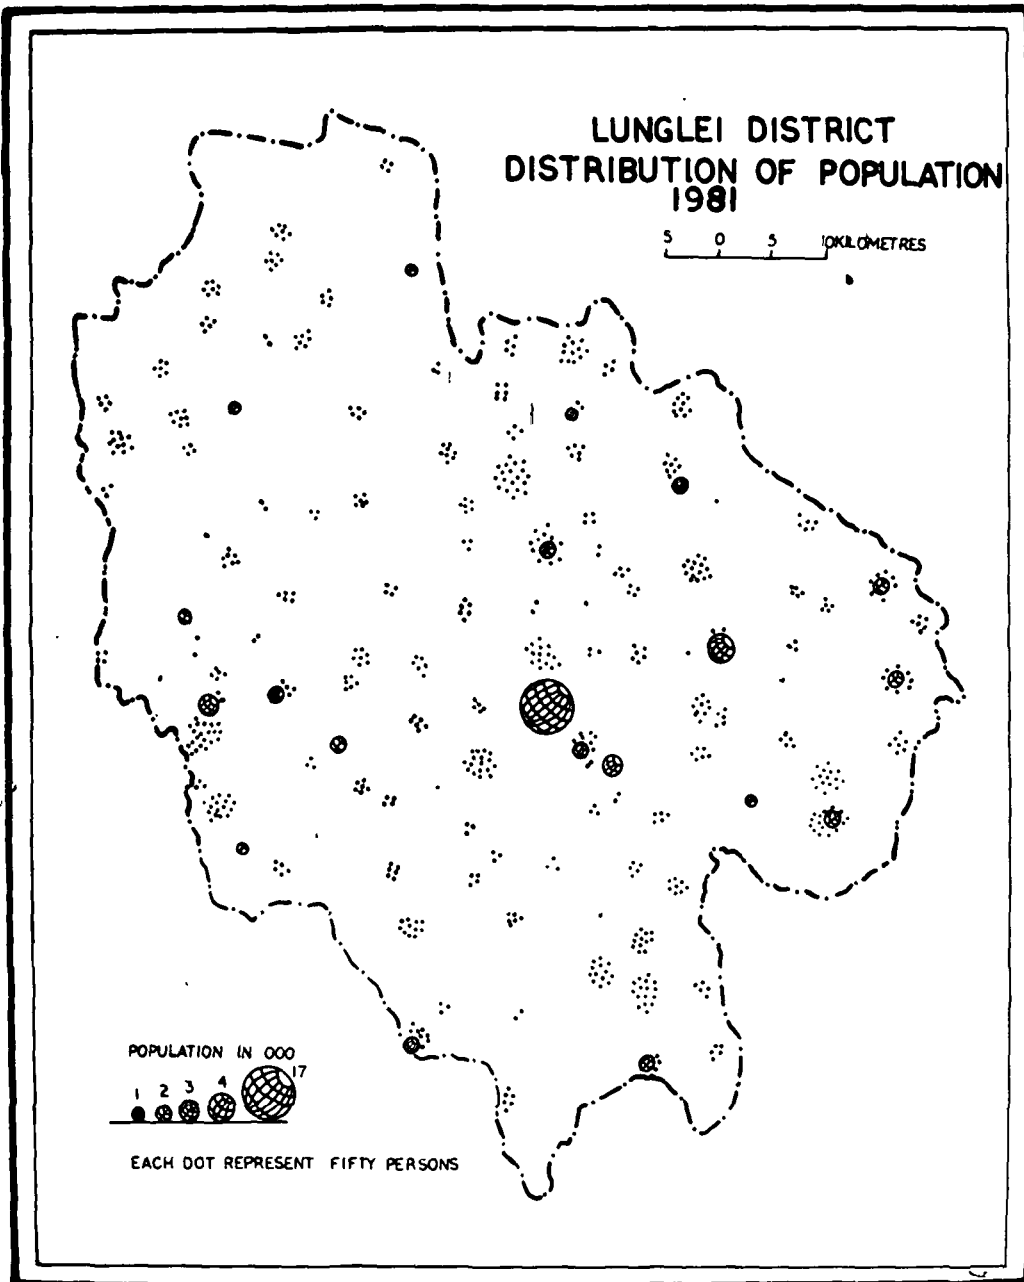 LUNGLEI DISTRICT
DISTRIBUTION OF POPULATION
1981
5 0 5 10KILOMETRES
POPULATION IN 000
1 2 3 4 17
EACH DOT REPRESENT FIFTY PERSONS